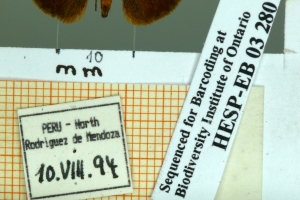 10
mm
PERU - North
Rodriguez de Mendoza
10.VIII.94
Sequenced for Barcoding at
Biodiversity Institute of Ontario
HESP-EB 03 280